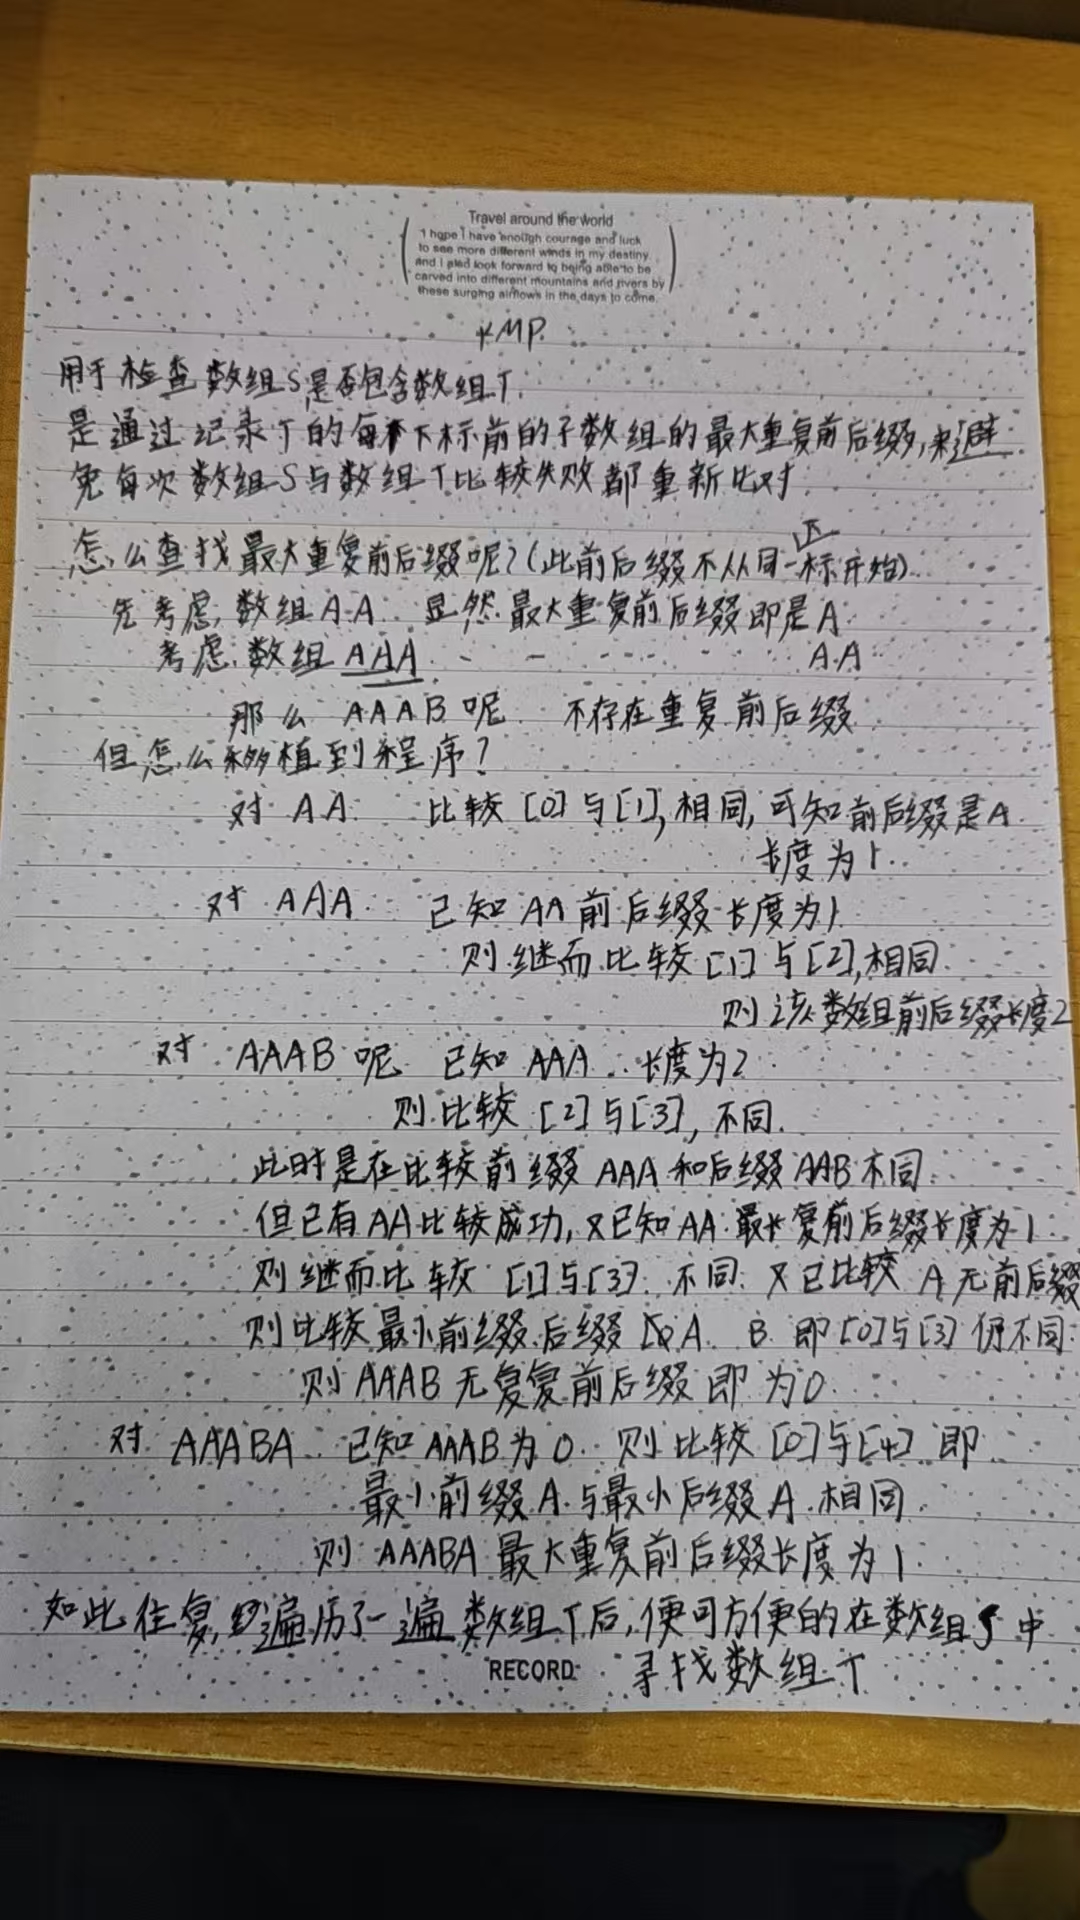 Travel around the world
I hope I have enough courage and luck
to see more different winds in my destiny
and I also look forward to being able to be
carved into different mountains and rivers by
these surging airflows in the days to come.
KMP.
用于检查数组S是否包含数组T.
是通过记录T的每个下标前的子数组的最大重复前后缀,来避
免每次数组S与数组T比较失败都重新比对
怎么查找最大重复前后缀呢?(此前后缀不从同一下标开始)
先考虑数组AA 显然最大重复前后缀即是A
考虑数组AAA - - - - - AA
那么 AAAB 呢 不存在重复前后缀
但怎么移植到程序?
对 AA 比较[0]与[1],相同,可知前后缀是A
长度为1
对 AAA 已知AA前后缀长度为1
则继而比较[1]与[2],相同
则该数组前后缀长度2
对 AAAB呢 已知AAA..长度为2
则比较[2]与[3],不同.
此时是在比较前缀AAA和后缀AAB不同
但已有AA比较成功,又已知AA最长复前后缀长度为1
则继而比较[1]与[3]不同 又已比较A无前后缀
则比较最小前缀后缀 A B 即[0]与[3]仍不同
则AAAB无复复前后缀即为0
对 AAABA 已知AAAB为0 则比较[0]与[4]即
最小前缀A与最小后缀A相同
则AAABA最大重复前后缀长度为1
如此往复,遍历了一遍数组T后,便可方便的在数组S中
寻找数组T
RECORD